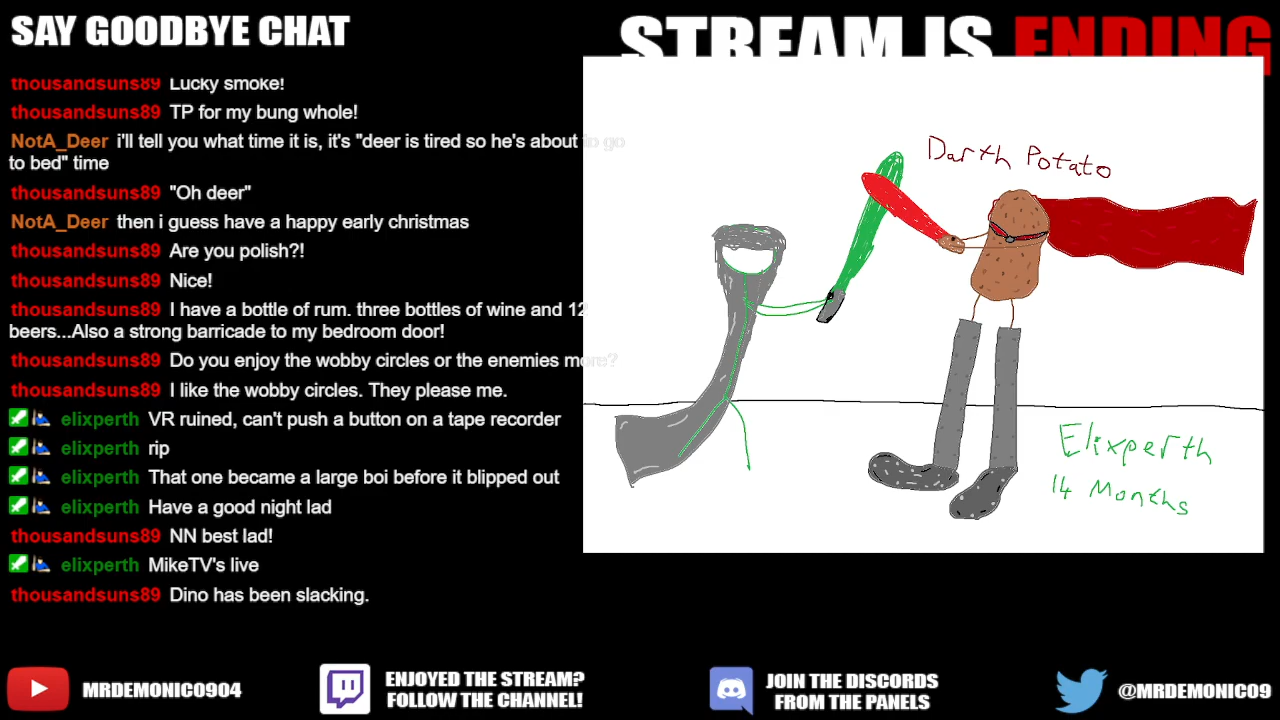 SAY GOODBYE CHAT
STREAM IS ENDING
thousandsuns89 Lucky smoke!
thousandsuns89 TP for my bung whole!
NotA_Deer i'll tell you what time it is, it's "deer is tired so he's about to go
to bed" time
thousandsuns89 "Oh deer"
NotA_Deer then i guess have a happy early christmas
thousandsuns89 Are you polish?!
thousandsuns89 Nice!
thousandsuns89 I have a bottle of rum. three bottles of wine and 12
beers...Also a strong barricade to my bedroom door!
thousandsuns89 Do you enjoy the wobby circles or the enemies more?
thousandsuns89 I like the wobby circles. They please me.
elixperth VR ruined, can't push a button on a tape recorder
elixperth rip
elixperth That one became a large boi before it blipped out
elixperth Have a good night lad
thousandsuns89 NN best lad!
elixperth MikeTV's live
thousandsuns89 Dino has been slacking.
Darth Potato
Elixperth
14 Months
MRDEMONICO904
ENJOYED THE STREAM?
FOLLOW THE CHANNEL!
JOIN THE DISCORDS
FROM THE PANELS
@MRDEMONICO9